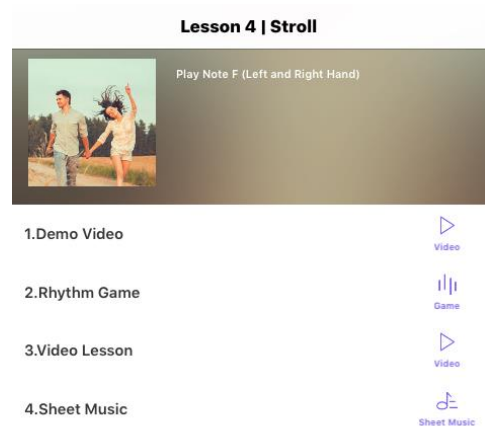 Lesson 4 | Stroll
Play Note F (Left and Right Hand)
1.Demo Video
Video
2.Rhythm Game
Game
3.Video Lesson
Video
4.Sheet Music
Sheet Music